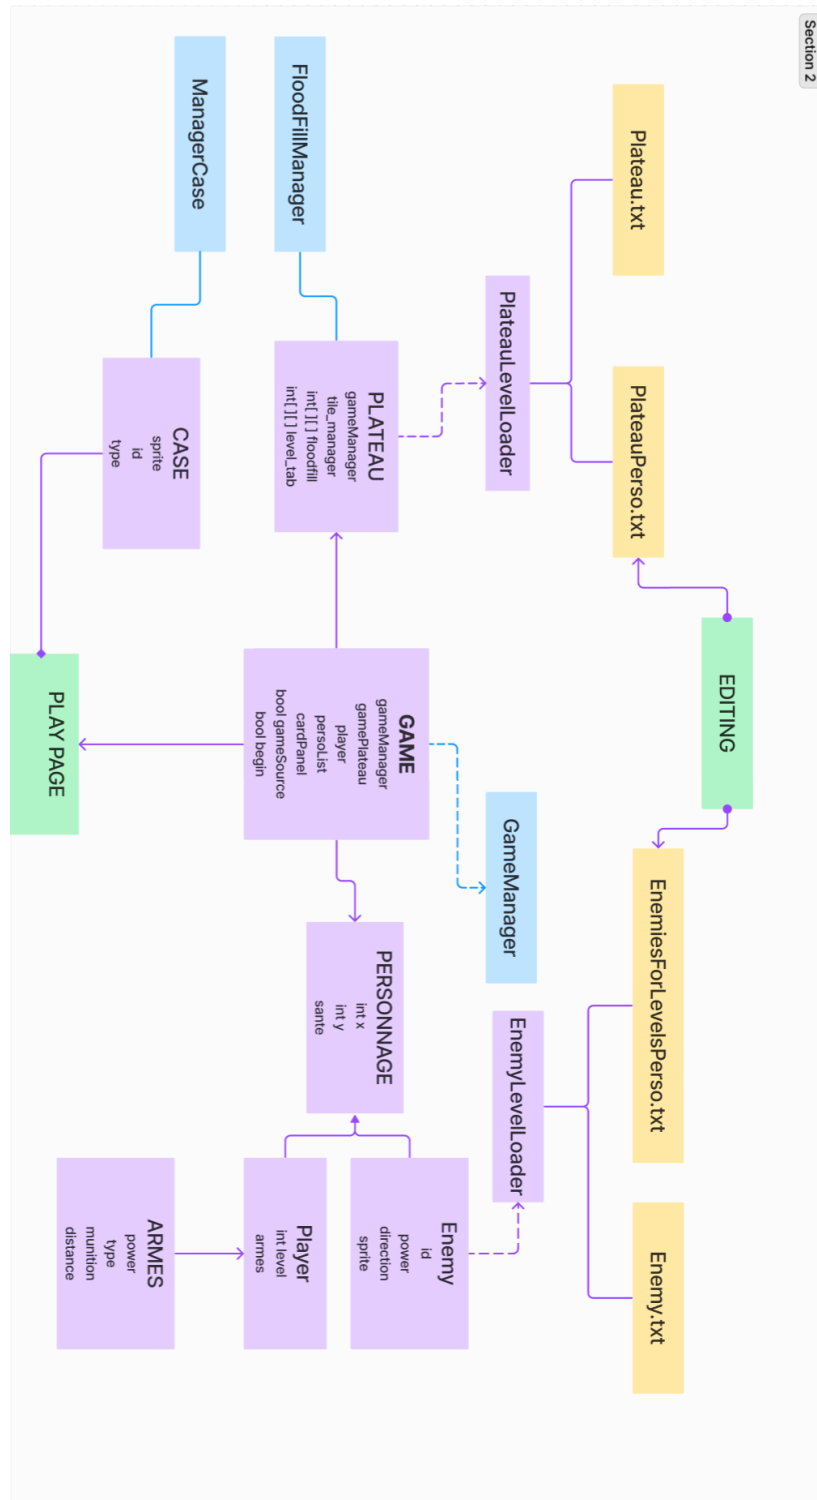 Section 2
Plateau.txt
PlateauPerso.txt
EDITING
EnemiesForLevelsPerso.txt
Enemy.txt
PlateauLevelLoader
GameManager
EnemyLevelLoader
FloodFillManager
PLATEAU
gameManager
tile_manager
int[ ] [ ] floodfill
int[ ] [ ] level_tab
GAME
gameManager
gamePlateau
player
persoList
cardPanel
bool gameSource
bool begin
PERSONNAGE
int x
int y
sante
Enemy
id
power
direction
sprite
Player
int level
armes
ManagerCase
CASE
sprite
id
type
PLAY PAGE
ARMES
power
type
munition
distance